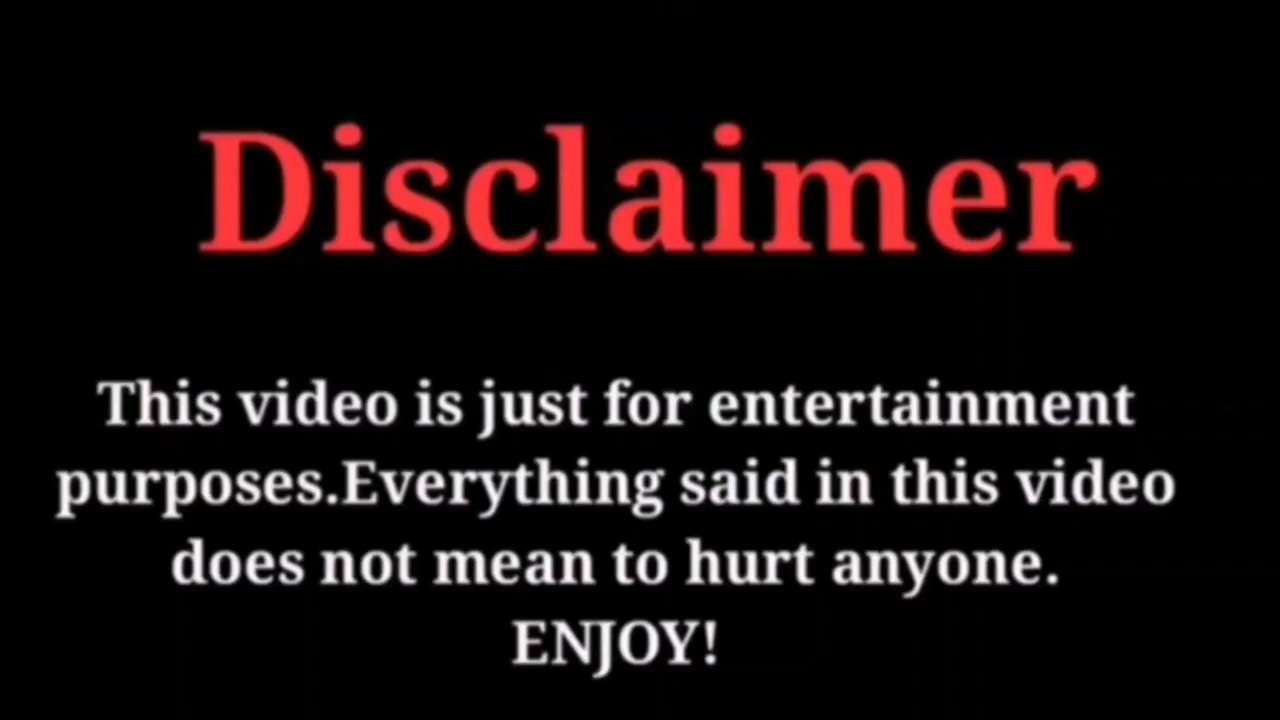 Disclaimer
This video is just for entertainment
purposes.Everything said in this video
does not mean to hurt anyone.
ENJOY!